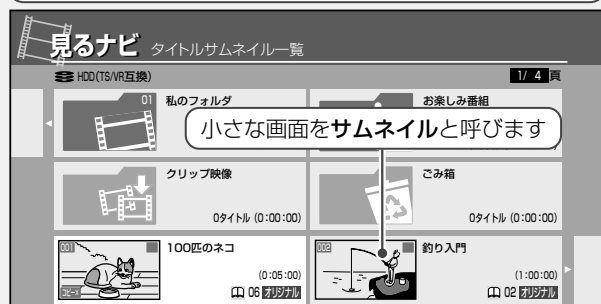 見るナビ タイトルサムネイル一覧
HDD(TS/VR互換) 1/ 4 頁
01 私のフォルダ お楽しみ番組
小さな画面をサムネイルと呼びます
クリップ映像 ごみ箱
0タイトル (0:00:00) 0タイトル (0:00:00)
001 100匹のネコ 002 釣り入門
(0:05:00) (1:00:00)
コピー× 06 オリジナル 02 オリジナル